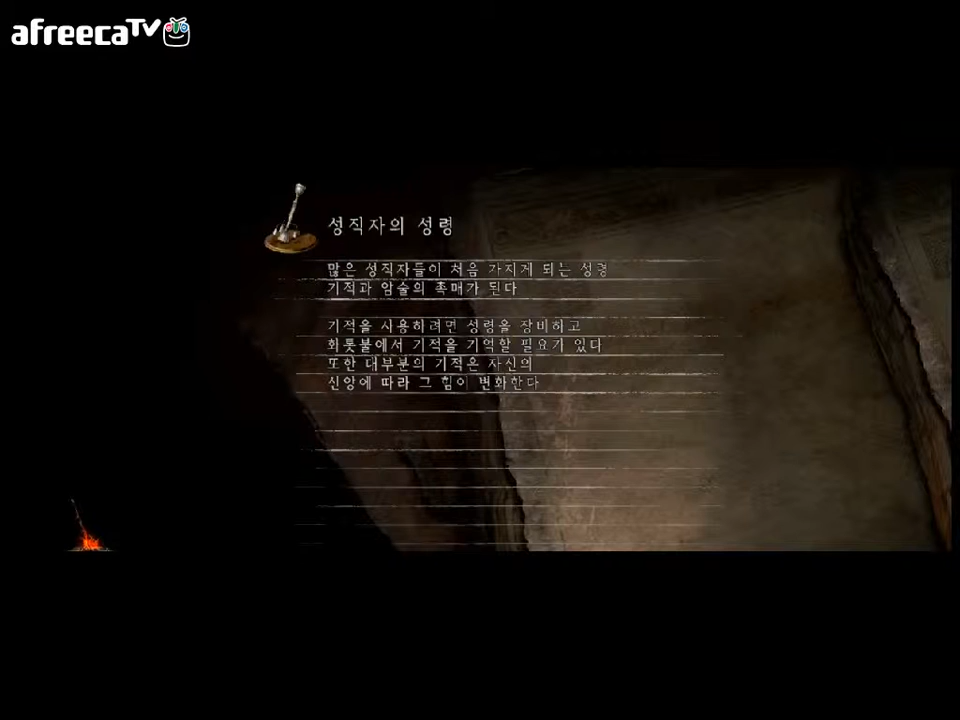 afreecaTV
성직자의 성령
많은 성직자들이 처음 가지게 되는 성경
기적과 암술의 촉매가 된다
기적을 사용하려면 성령을 장비하고
화톳불에서 기적을 기억할 필요가 있다
또한 대부분의 기적은 자신의
신앙에 따라 그 힘이 변화한다